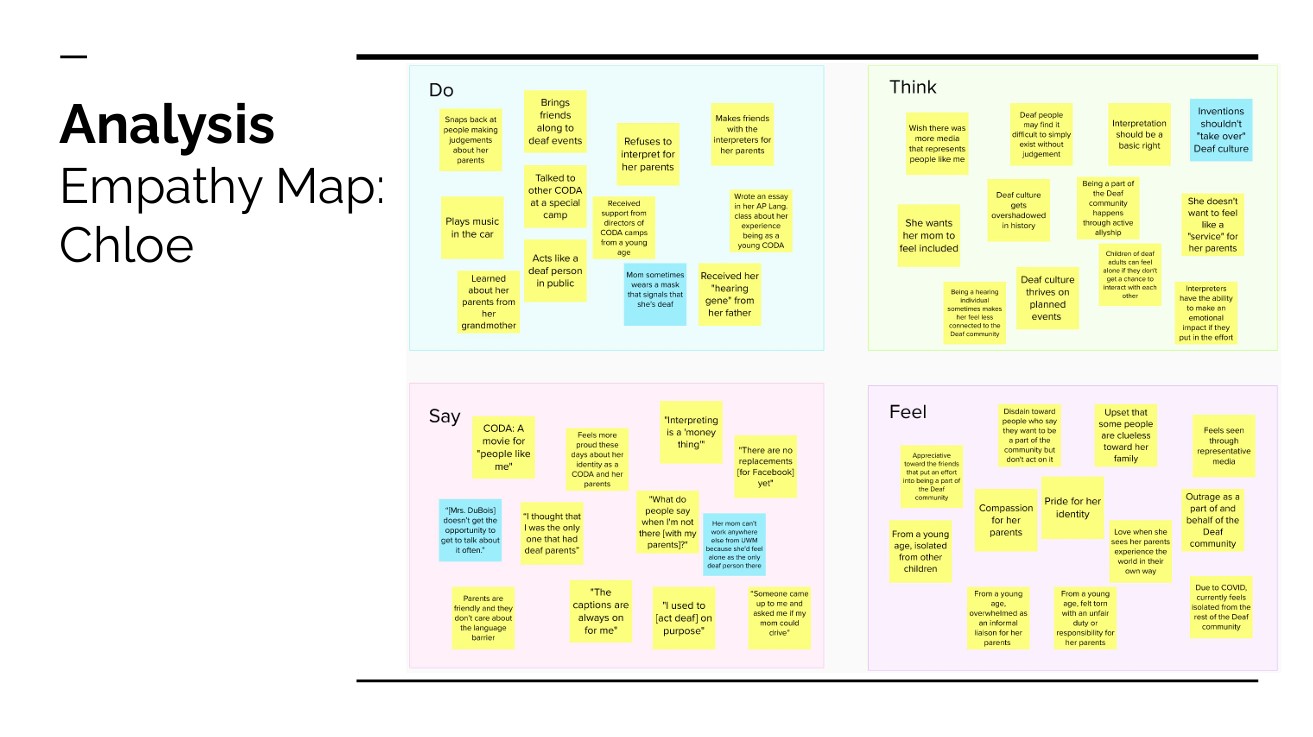 Analysis
Empathy Map:
Chloe
Do
Snaps back at
people making
judgements
about her
parents
Brings
friends
along to
deaf events
Refuses to
interpret for
her parents
Makes friends
with the
interpreters for
her parents
Plays music
in the car
Talked to
other CODA
at a special
camp
Received
support from
directors of
CODA camps
from a young
age
Wrote an essay
in her AP Lang.
class about her
experience
being as a
young CODA
Learned
about her
parents from
her
grandmother
Acts like a
deaf person
in public
Mom sometimes
wears a mask
that signals that
she's deaf
Received her
"hearing
gene" from
her father
Think
Wish there was
more media
that represents
people like me
Deaf people
may find it
difficult to simply
exist without
judgement
Interpretation
should be a
basic right
Inventions
shouldn't
"take over"
Deaf culture
She wants
her mom to
feel included
Deaf culture
gets
overshadowed
in history
Being a part of
the Deaf
community
happens
through active
allyship
She doesn't
want to feel
like a
"service" for
her parents
Being a hearing
individual
sometimes makes
her feel less
connected to the
Deaf community
Deaf culture
thrives on
planned
events
Children of deaf
adults can feel
alone if they don't
get a chance to
interact with each
other
Interpreters
have the ability
to make an
emotional
impact if they
put in the effort
Say
CODA: A
movie for
"people like
me"
Feels more
proud these
days about her
identity as a
CODA and her
parents
"Interpreting
is a 'money
thing'"
"There are no
replacements
[for Facebook]
yet"
"[Mrs. DuBois]
doesn't get the
opportunity to
get to talk about
it often."
"I thought that
I was the only
one that had
deaf parents"
"What do
people say
when I'm not
there [with my
parents]?"
Her mom can't
work anywhere
else from UWM
because she'd feel
alone as the only
deaf person there
Parents are
friendly and they
don't care about
the language
barrier
"The
captions are
always on
for me"
"I used to
[act deaf] on
purpose"
"Someone came
up to me and
asked me if my
mom could
drive"
Feel
Appreciative
toward the friends
that put an effort
into being a part of
the Deaf
community
Disdain toward
people who say
they want to be
a part of the
community but
don't act on it
Upset that
some people
are clueless
toward her
family
Feels seen
through
representative
media
From a young
age, isolated
from other
children
Compassion
for her
parents
Pride for her
identity
Love when she
sees her parents
experience the
world in their
own way
Outrage as a
part of and
behalf of the
Deaf
community
From a young
age,
overwhelmed as
an informal
liaison for her
parents
From a young
age, felt torn
with an unfair
duty or
responsibility for
her parents
Due to COVID,
currently feels
isolated from the
rest of the Deaf
community